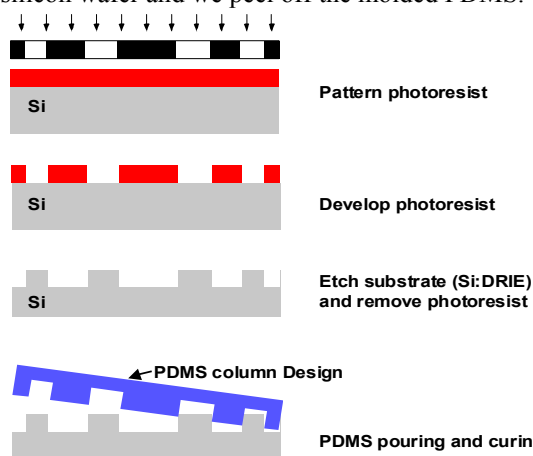 silicon wafer and we peel off the molded PDMS.
Si
Pattern photoresist
Si
Develop photoresist
Si
Etch substrate (Si:DRIE)
and remove photoresist
PDMS column Design
PDMS pouring and curin